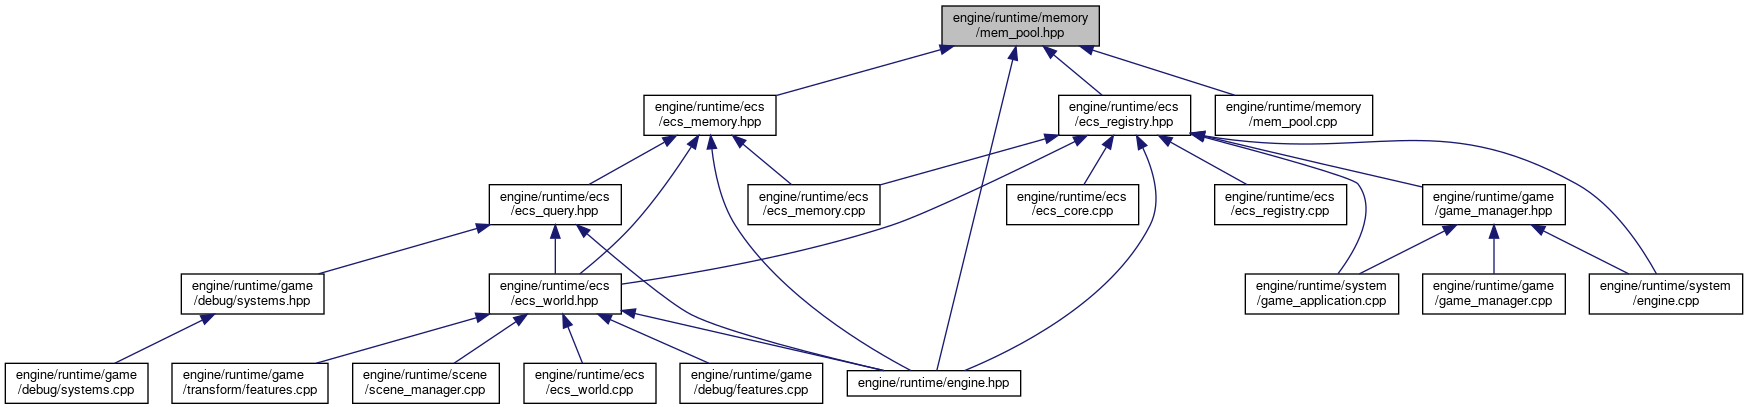 engine/runtime/memory
/mem_pool.hpp
engine/runtime/ecs
/ecs_memory.hpp
engine/runtime/ecs
/ecs_registry.hpp
engine/runtime/memory
/mem_pool.cpp
engine/runtime/ecs
/ecs_query.hpp
engine/runtime/ecs
/ecs_memory.cpp
engine/runtime/ecs
/ecs_core.cpp
engine/runtime/ecs
/ecs_registry.cpp
engine/runtime/game
/game_manager.hpp
engine/runtime/game
/debug/systems.hpp
engine/runtime/ecs
/ecs_world.hpp
engine/runtime/system
/game_application.cpp
engine/runtime/game
/game_manager.cpp
engine/runtime/system
/engine.cpp
engine/runtime/game
/debug/systems.cpp
engine/runtime/game
/transform/features.cpp
engine/runtime/scene
/scene_manager.cpp
engine/runtime/ecs
/ecs_world.cpp
engine/runtime/game
/debug/features.cpp
engine/runtime/engine.hpp